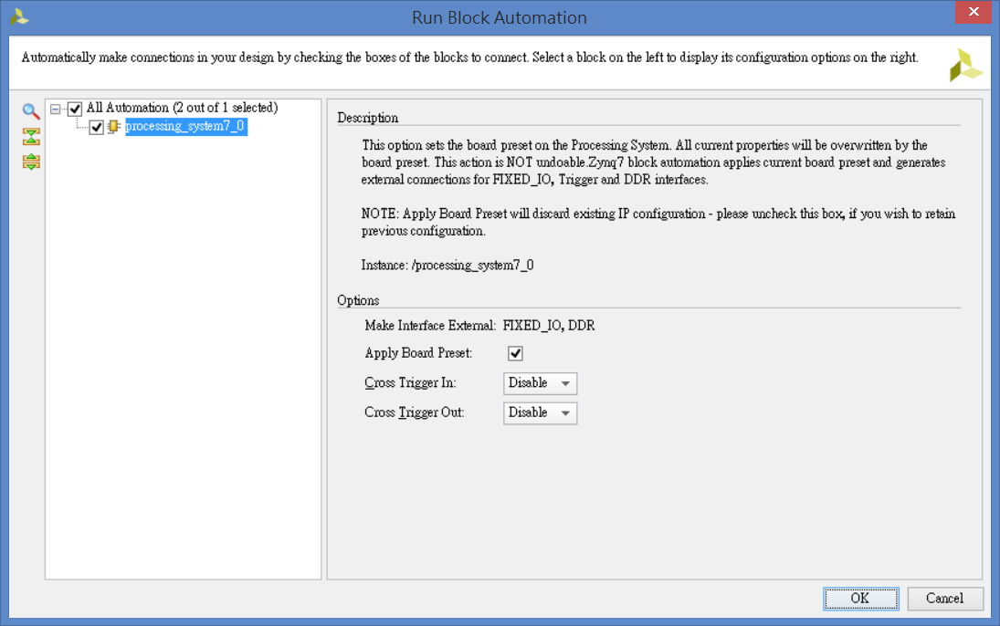 Run Block Automation
Automatically make connections in your design by checking the boxes of the blocks to connect. Select a block on the left to display its configuration options on the right.
All Automation (2 out of 1 selected)
processing_system7_0
Description
This option sets the board preset on the Processing System. All current properties will be overwritten by the
board preset. This action is NOT undoable.Zynq7 block automation applies current board preset and generates
external connections for FIXED_IO, Trigger and DDR interfaces.
NOTE: Apply Board Preset will discard existing IP configuration - please uncheck this box, if you wish to retain
previous configuration.
Instance: /processing_system7_0
Options
Make Interface External: FIXED_IO, DDR
Apply Board Preset:
Cross Trigger In: Disable
Cross Trigger Out: Disable
OK Cancel